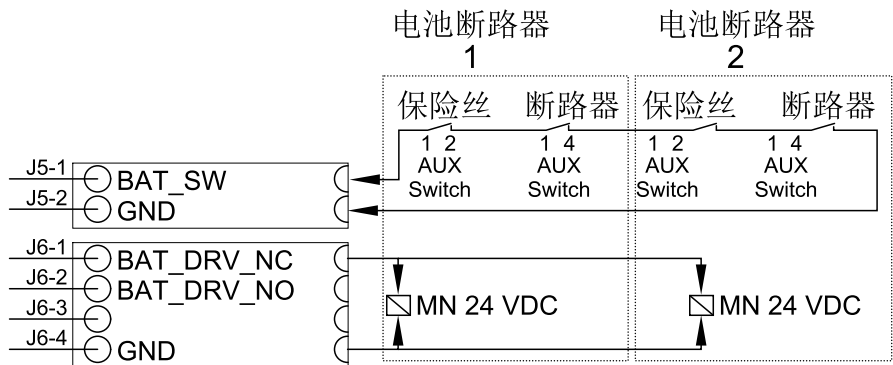 电池断路器 电池断路器
1 2
保险丝 断路器 保险丝 断路器
1 2 1 4 1 2 1 4
AUX AUX AUX AUX
Switch Switch Switch Switch
J5-1 BAT_SW
J5-2 GND
J6-1 BAT_DRV_NC
J6-2 BAT_DRV_NO
J6-3 MN 24 VDC MN 24 VDC
J6-4 GND